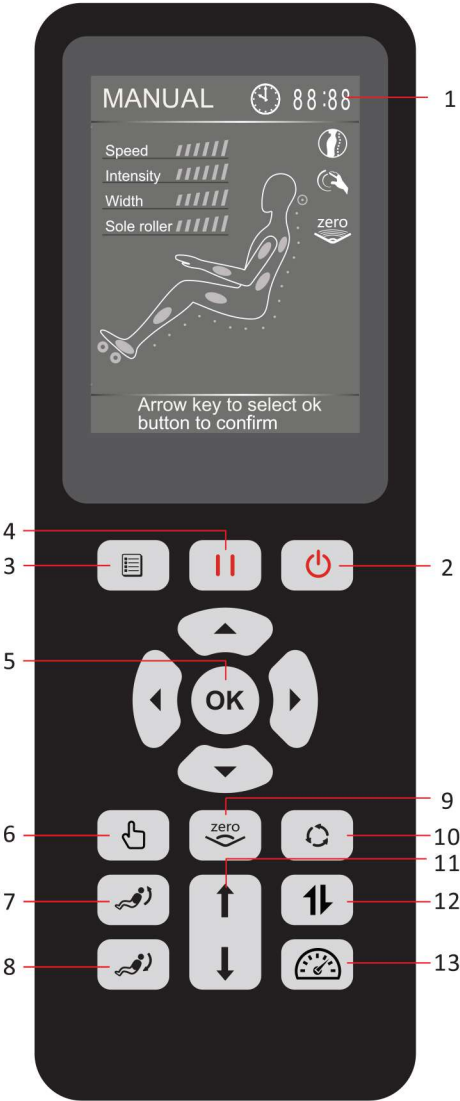 MANUAL 88:88 1
Speed
Intensity
Width
Sole roller
zero
Arrow key to select ok
button to confirm
4
3
2
5
OK
9
6
zero
10
11
7
12
8
13